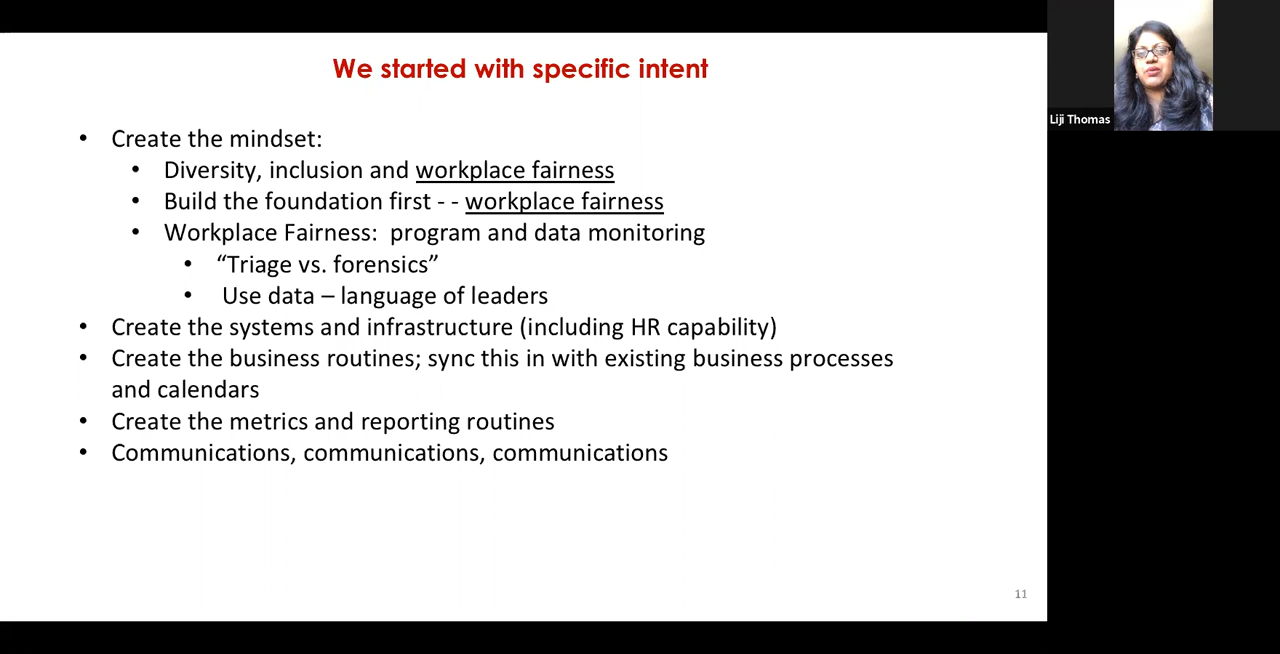 We started with specific intent
• Create the mindset:
• Diversity, inclusion and workplace fairness
• Build the foundation first - - workplace fairness
• Workplace Fairness:  program and data monitoring
• “Triage vs. forensics”
• Use data – language of leaders
• Create the systems and infrastructure (including HR capability)
• Create the business routines; sync this in with existing business processes
and calendars
• Create the metrics and reporting routines
• Communications, communications, communications
11
Liji Thomas